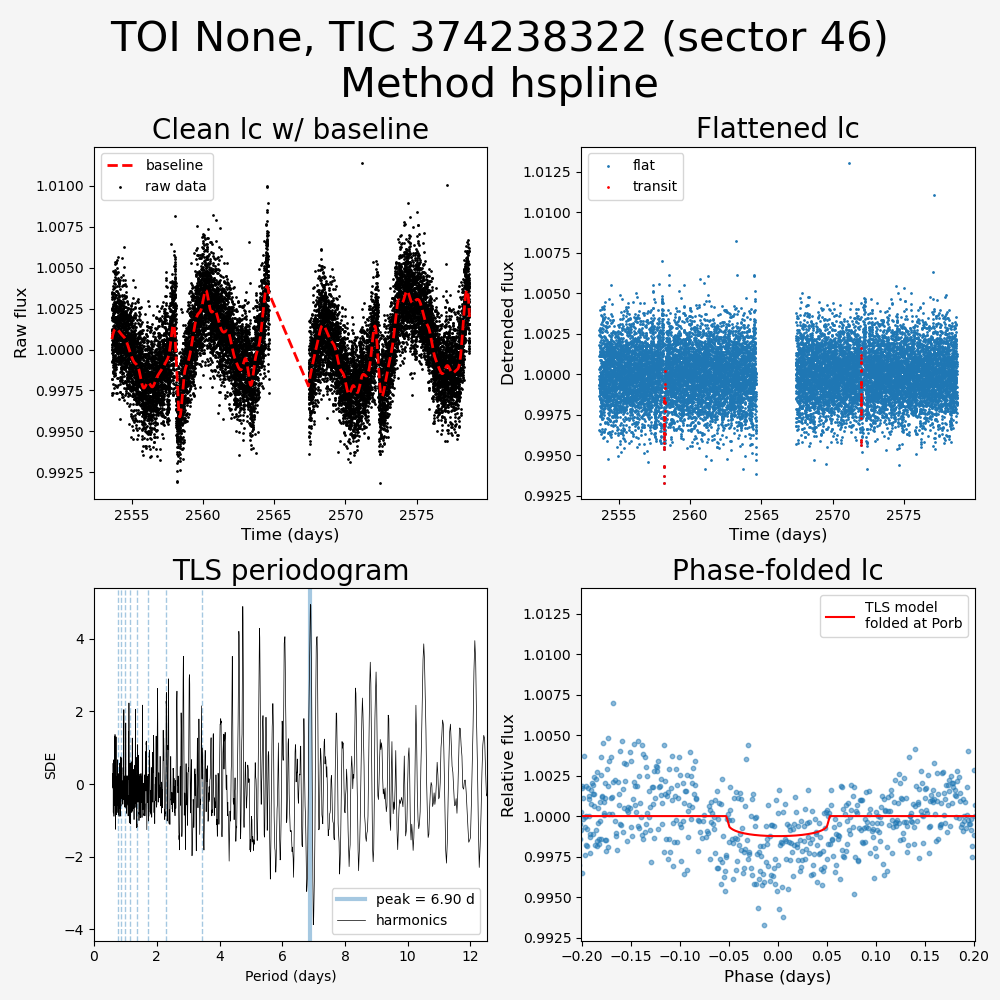 TOI None, TIC 374238322 (sector 46)
Method hspline
Clean lc w/ baseline
baseline
raw data
1.0100
1.0075
1.0050
1.0025
1.0000
0.9975
0.9950
0.9925
Raw flux
2555 2560 2565 2570 2575
Time (days)
Flattened lc
flat
transit
1.0125
1.0100
1.0075
1.0050
1.0025
1.0000
0.9975
0.9950
0.9925
Detrended flux
2555 2560 2565 2570 2575
Time (days)
TLS periodogram
4
2
0
−2
−4
SDE
peak = 6.90 d
harmonics
0 2 4 6 8 10 12
Period (days)
Phase-folded lc
TLS model
folded at Porb
1.0125
1.0100
1.0075
1.0050
1.0025
1.0000
0.9975
0.9950
0.9925
Relative flux
−0.20 −0.15 −0.10 −0.05 0.00 0.05 0.10 0.15 0.20
Phase (days)